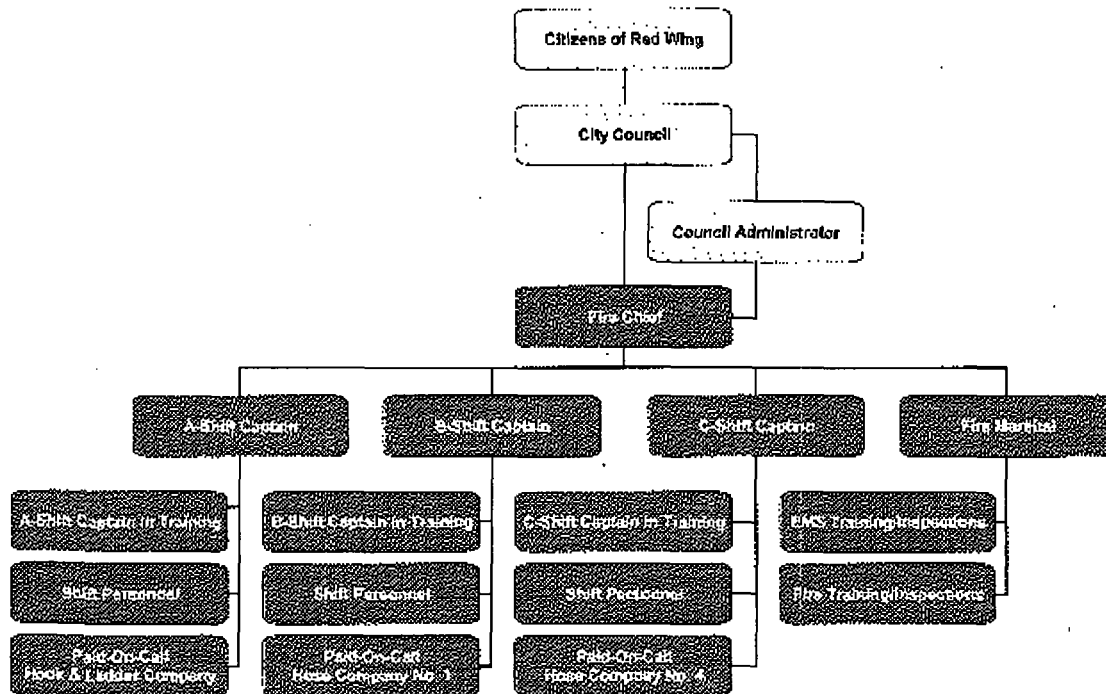 Citizens of Red Wing
City Council
Council Administrator
Fire Chief
A-Shift Captain
B-Shift Captain
C-Shift Captain
Fire Marshal
A-Shift Captain in Training
B-Shift Captain in Training
C-Shift Captain in Training
EMS Training/Inspections
Shift Personnel
Shift Personnel
Shift Personnel
Fire Training/Inspections
Paid-On-Call
Hook & Ladder Company
Paid-On-Call
Hose Company No. 1
Paid-On-Call
Hose Company No.